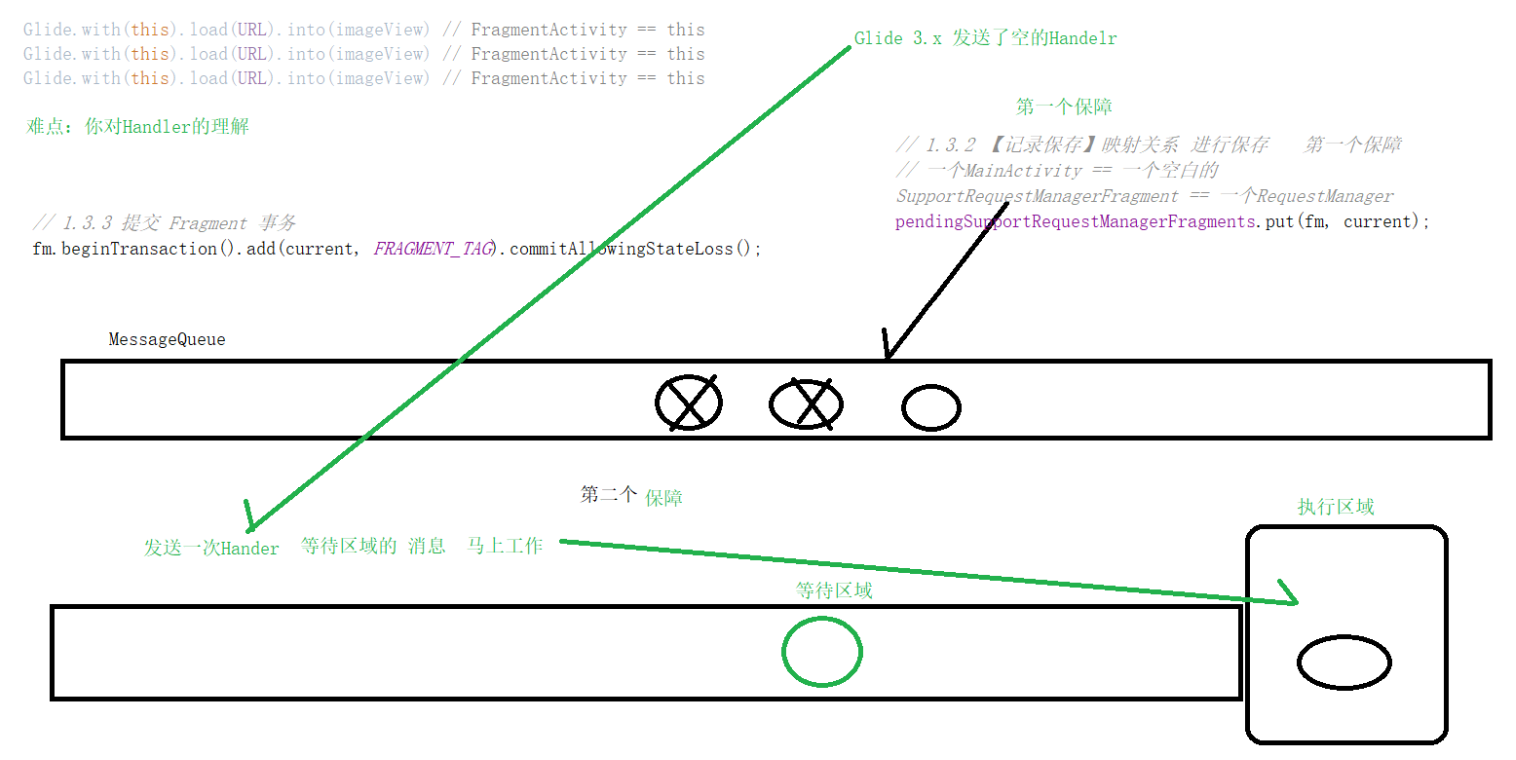 Glide.with(this).load(URL).into(imageView) // FragmentActivity == this
Glide.with(this).load(URL).into(imageView) // FragmentActivity == this
Glide.with(this).load(URL).into(imageView) // FragmentActivity == this
Glide 3.x 发送了空的Handelr
难点：你对Handler的理解
第一个保障
// 1.3.2 【记录保存】映射关系 进行保存 第一个保障
// 一个MainActivity == 一个空白的
SupportRequestManagerFragment == 一个RequestManager
pendingSupportRequestManagerFragments.put(fm, current);
// 1.3.3 提交 Fragment 事务
fm.beginTransaction().add(current, FRAGMENT_TAG).commitAllowingStateLoss();
MessageQueue
第二个 保障
执行区域
发送一次Hander 等待区域的 消息 马上工作
等待区域